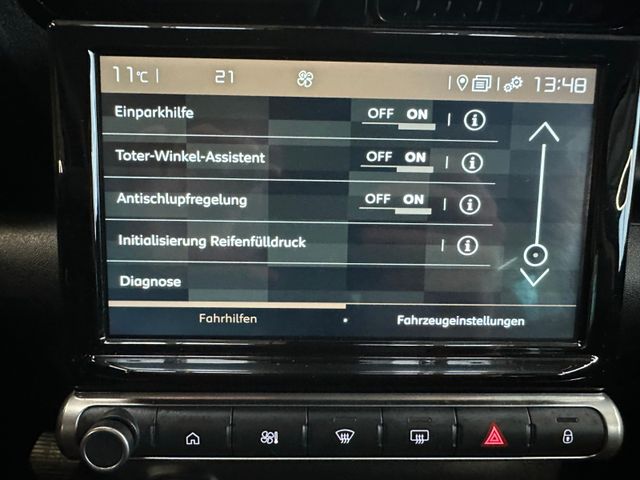 11°C 21 13:48
Einparkhilfe OFF ON
Toter-Winkel-Assistent OFF ON
Antischlupfregelung OFF ON
Initialisierung Reifenfülldruck
Diagnose
Fahrhilfen Fahrzeugeinstellungen